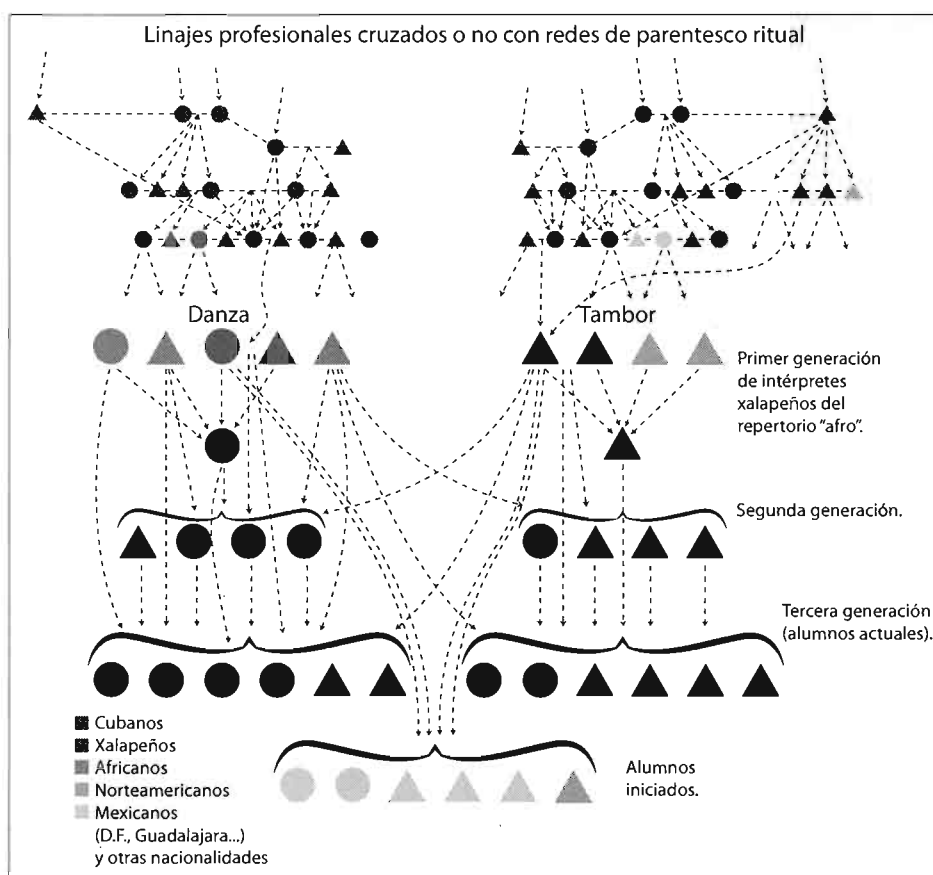 Linajes profesionales cruzados o no con redes de parentesco ritual
Danza
Tambor
Primer generación
de intérpretes
xalapeños del
repertorio "afro".
Segunda generación.
Tercera generación
(alumnos actuales).
Cubanos
Xalapeños
Africanos
Norteamericanos
Mexicanos
(D.F., Guadalajara...)
y otras nacionalidades
Alumnos
iniciados.